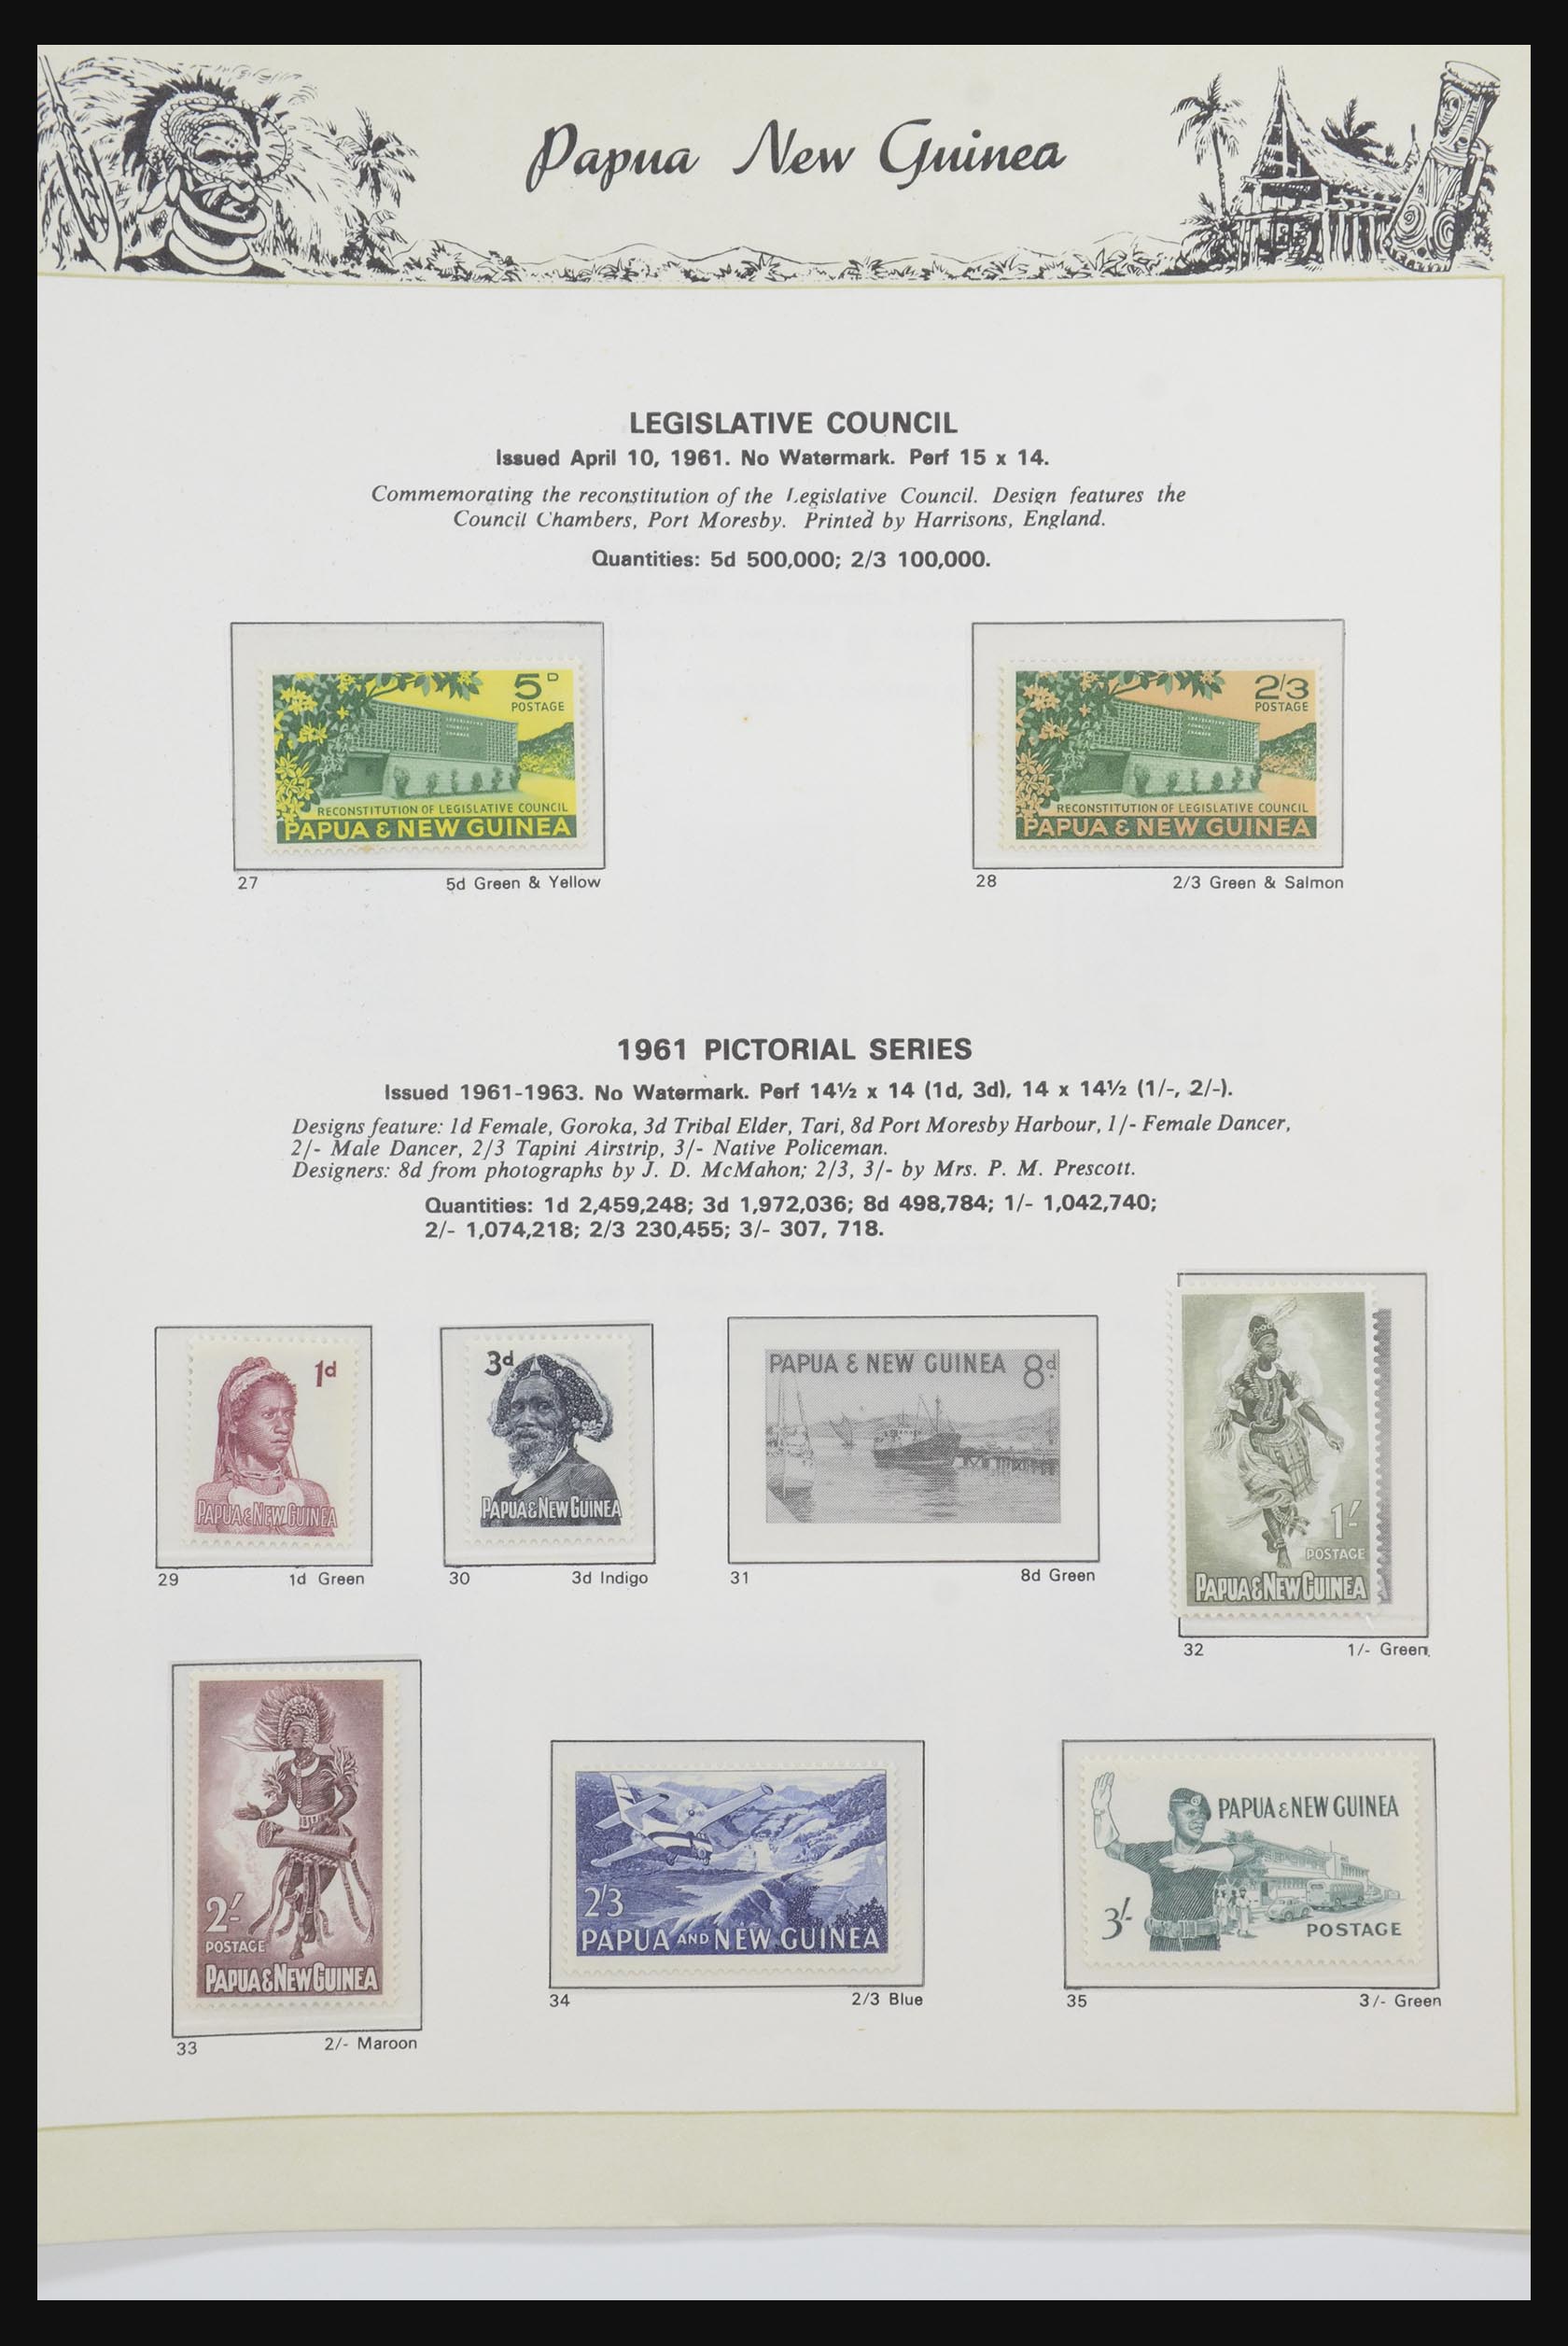 Papua New Guinea
LEGISLATIVE COUNCIL
Issued April 10, 1961. No Watermark. Perf 15 x 14.
Commemorating the reconstitution of the Legislative Council. Design features the
Council Chambers, Port Moresby. Printed by Harrisons, England.
Quantities: 5d 500,000; 2/3 100,000.
5D
POSTAGE
LEGISLATIVE
COUNCIL
CHAMBER
RECONSTITUTION OF LEGISLATIVE COUNCIL
PAPUA & NEW GUINEA
27 5d Green & Yellow
2/3
POSTAGE
LEGISLATIVE
COUNCIL
CHAMBER
RECONSTITUTION OF LEGISLATIVE COUNCIL
PAPUA & NEW GUINEA
28 2/3 Green & Salmon
1961 PICTORIAL SERIES
Issued 1961-1963. No Watermark. Perf 14½ x 14 (1d, 3d), 14 x 14½ (1/-, 2/-).
Designs feature: 1d Female, Goroka, 3d Tribal Elder, Tari, 8d Port Moresby Harbour, 1/- Female Dancer,
2/- Male Dancer, 2/3 Tapini Airstrip, 3/- Native Policeman.
Designers: 8d from photographs by J. D. McMahon; 2/3, 3/- by Mrs. P. M. Prescott.
Quantities: 1d 2,459,248; 3d 1,972,036; 8d 498,784; 1/- 1,042,740;
2/- 1,074,218; 2/3 230,455; 3/- 307, 718.
1d
PAPUA & NEW GUINEA
29 1d Green
3d
PAPUA & NEW GUINEA
30 3d Indigo
PAPUA & NEW GUINEA 8d
31 8d Green
1/-
POSTAGE
PAPUA & NEW GUINEA
32 1/- Green
2/-
POSTAGE
PAPUA & NEW GUINEA
33 2/- Maroon
2/3
PAPUA AND NEW GUINEA
34 2/3 Blue
PAPUA & NEW GUINEA
3/-
POSTAGE
35 3/- Green